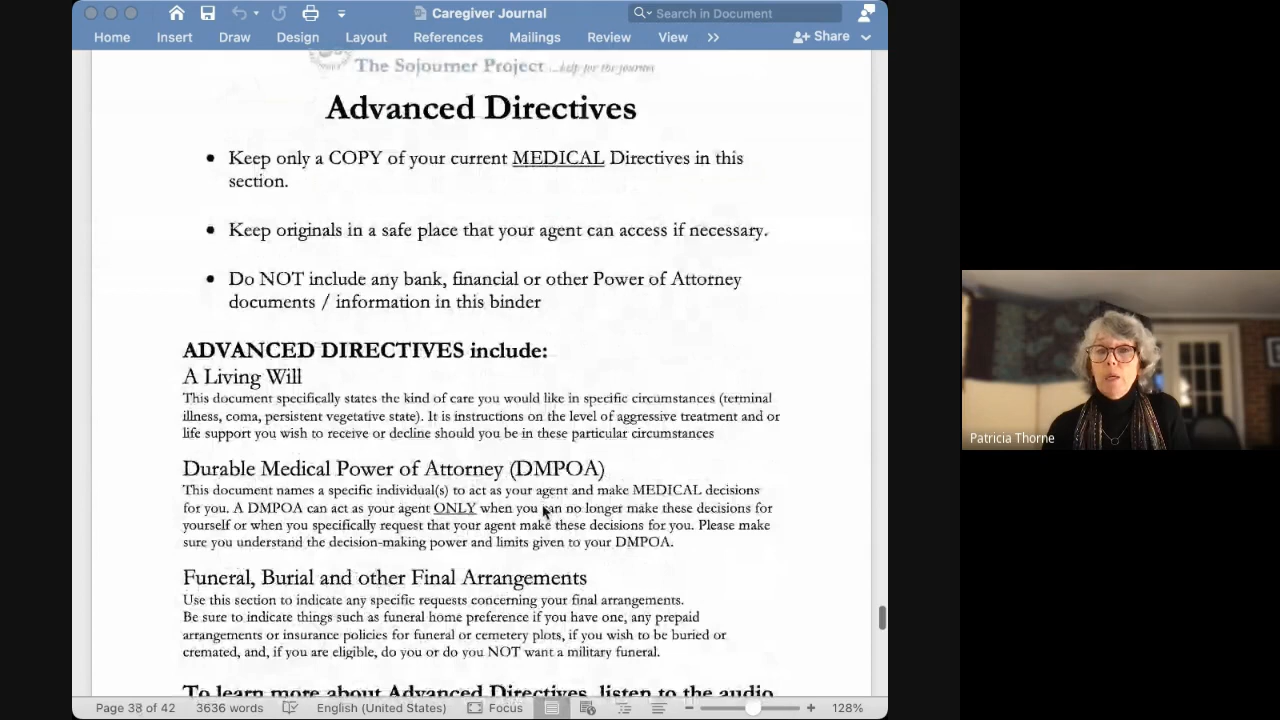 Caregiver Journal
Search in Document
Home Insert Draw Design Layout References Mailings Review View >> Share
The Sojourner Project ...help for the journey
Advanced Directives
• Keep only a COPY of your current MEDICAL Directives in this
section.
• Keep originals in a safe place that your agent can access if necessary.
• Do NOT include any bank, financial or other Power of Attorney
documents / information in this binder
ADVANCED DIRECTIVES include:
A Living Will
This document specifically states the kind of care you would like in specific circumstances (terminal
illness, coma, persistent vegetative state). It is instructions on the level of aggressive treatment and or
life support you wish to receive or decline should you be in these particular circumstances
Durable Medical Power of Attorney (DMPOA)
This document names a specific individual(s) to act as your agent and make MEDICAL decisions
for you. A DMPOA can act as your agent ONLY when you can no longer make these decisions for
yourself or when you specifically request that your agent make these decisions for you. Please make
sure you understand the decision-making power and limits given to your DMPOA.
Funeral, Burial and other Final Arrangements
Use this section to indicate any specific requests concerning your final arrangements.
Be sure to indicate things such as funeral home preference if you have one, any prepaid
arrangements or insurance policies for funeral or cemetery plots, if you wish to be buried or
cremated, and, if you are eligible, do you or do you NOT want a military funeral.
To learn more about Advanced Directives, listen to the audio
Page 38 of 42 3636 words English (United States) Focus 128%
Patricia Thorne